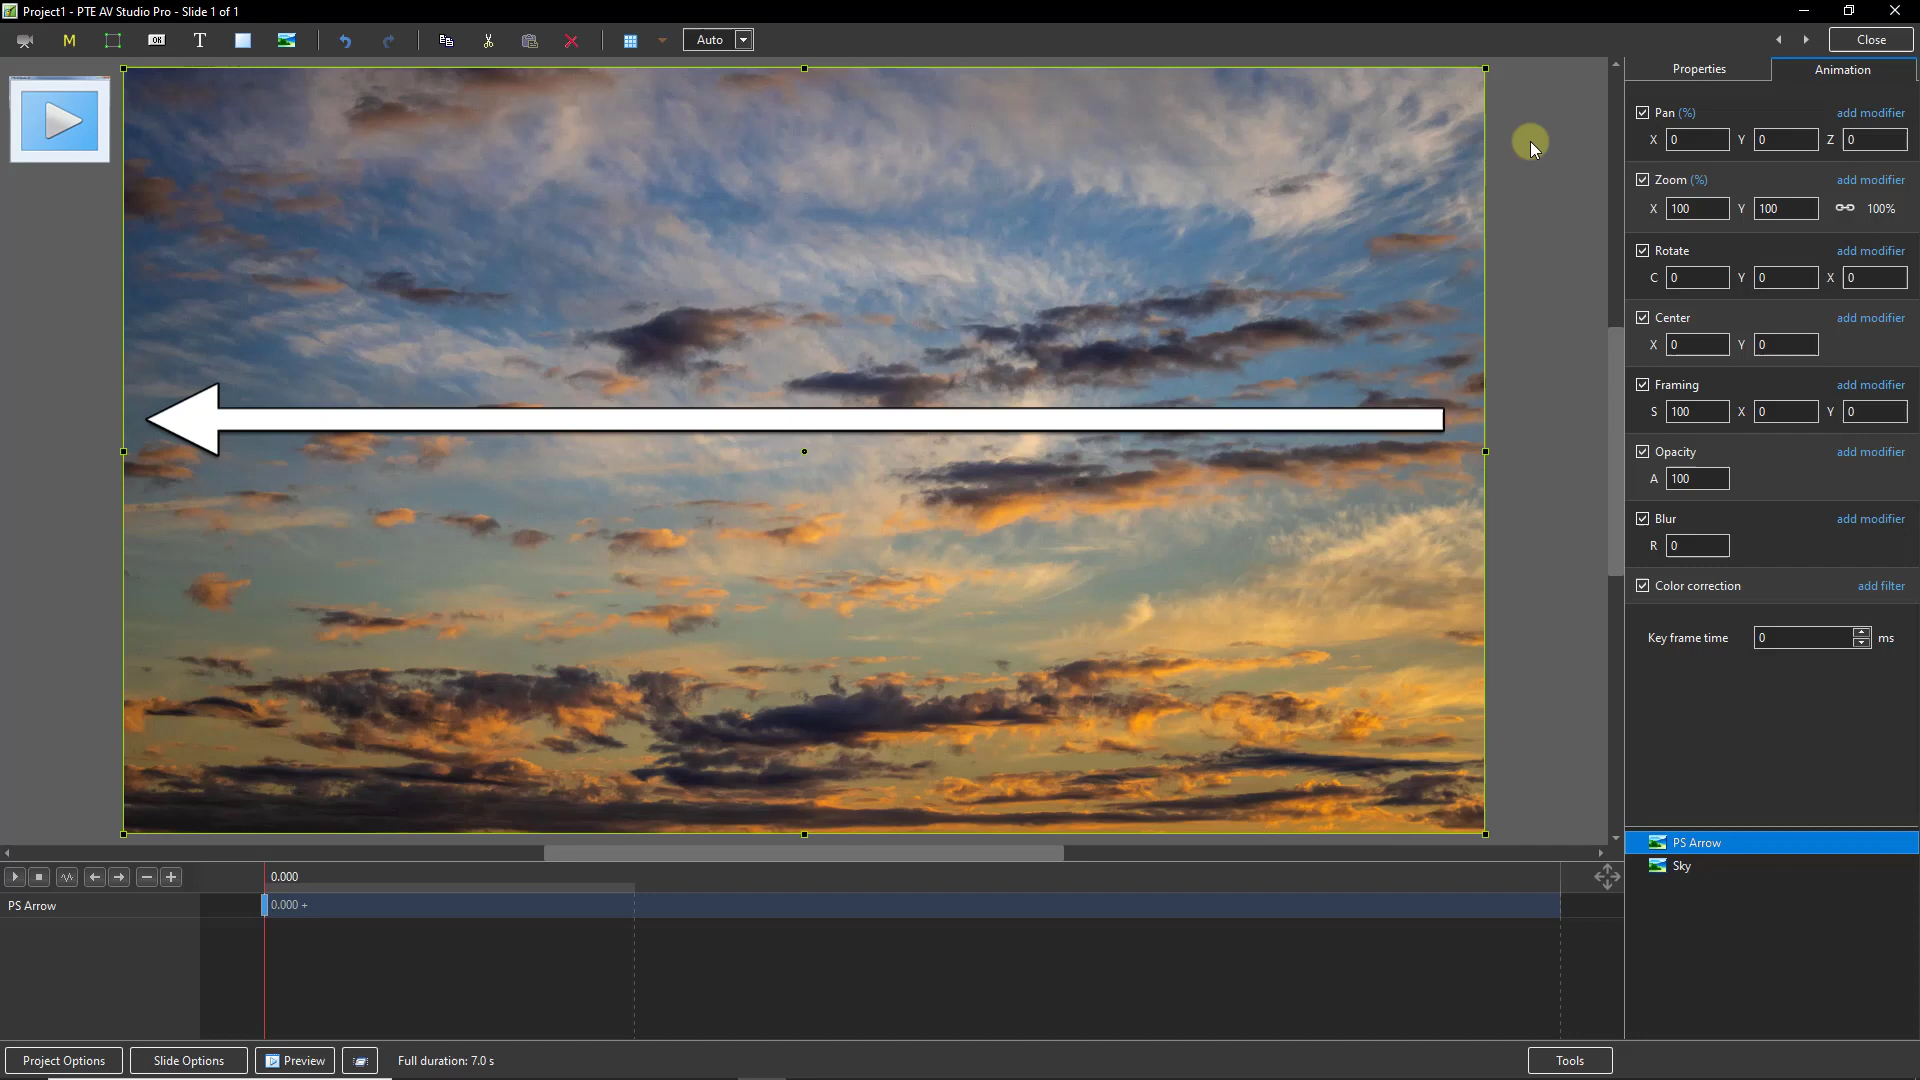 Project1 - PTE AV Studio Pro - Slide 1 of 1
M OK T Auto Close
Properties Animation
Pan (%) add modifier
X 0 Y 0 Z 0
Zoom (%) add modifier
X 100 Y 100 100%
Rotate add modifier
C 0 Y 0 X 0
Center add modifier
X 0 Y 0
Framing add modifier
S 100 X 0 Y 0
Opacity add modifier
A 100
Blur add modifier
R 0
Color correction add filter
Key frame time 0 ms
PS Arrow
Sky
0.000
PS Arrow 0.000 +
Project Options Slide Options Preview Full duration: 7.0 s Tools